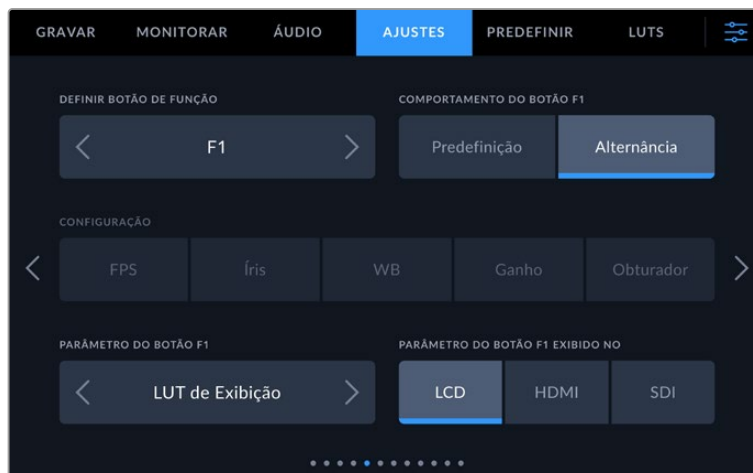 GRAVAR MONITORAR ÁUDIO AJUSTES PREDEFINIR LUTS
DEFINIR BOTÃO DE FUNÇÃO COMPORTAMENTO DO BOTÃO F1
F1 Predefinição Alternância
CONFIGURAÇÃO
FPS Íris WB Ganho Obturador
PARÂMETRO DO BOTÃO F1 PARÂMETRO DO BOTÃO F1 EXIBIDO NO
LUT de Exibição LCD HDMI SDI